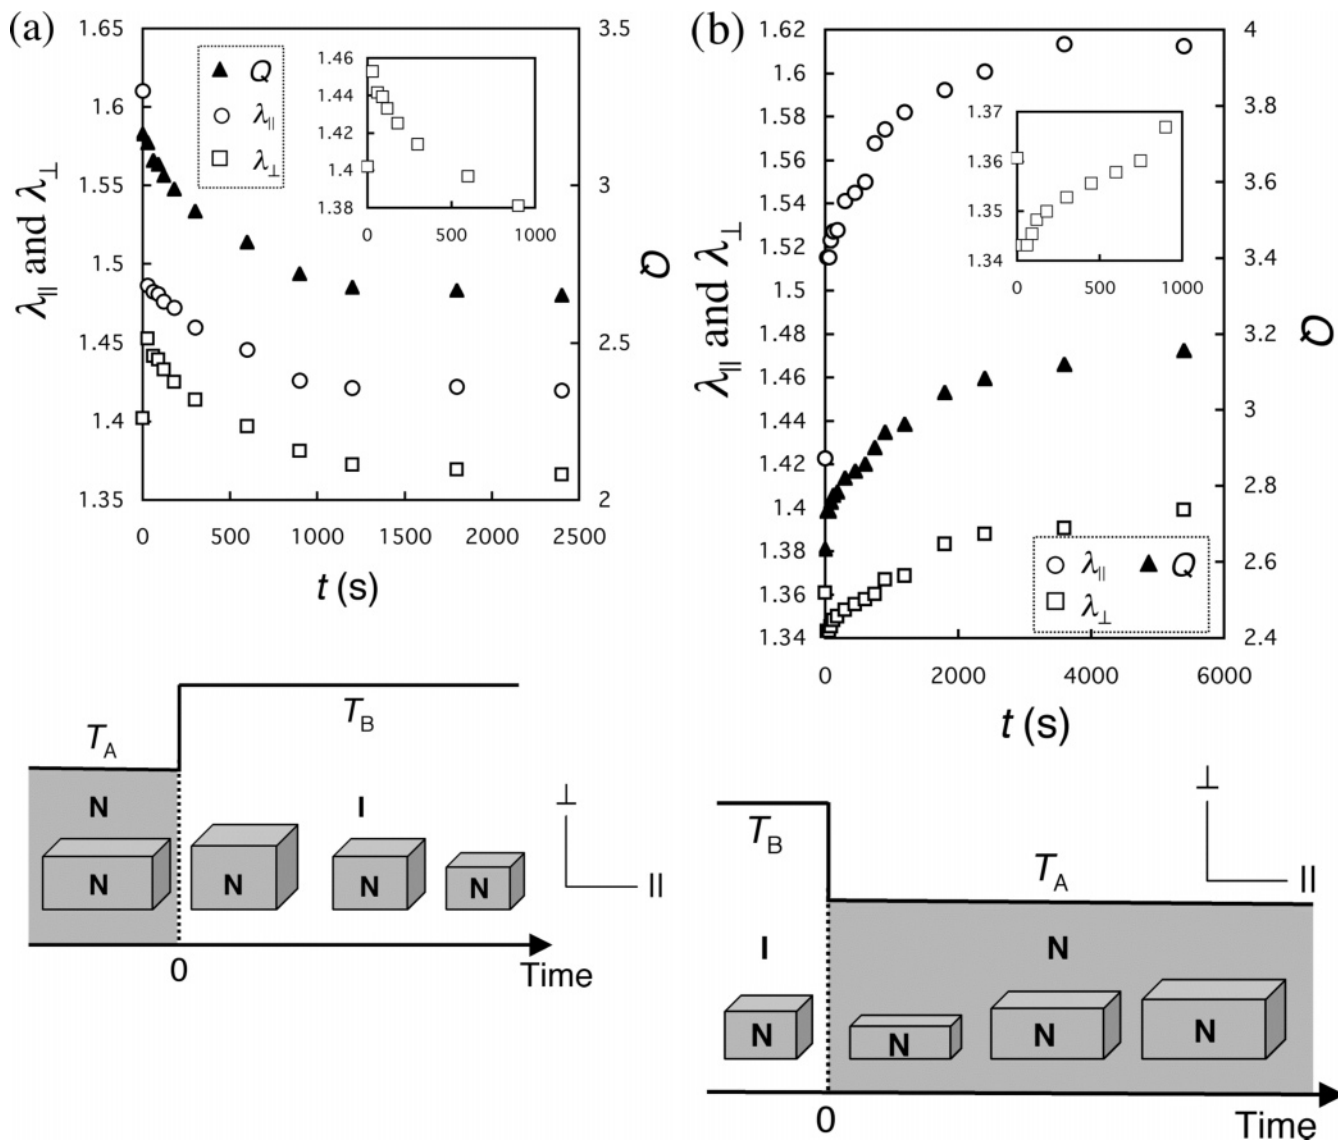 (a)
1.65
1.6
1.55
1.5
1.45
1.4
1.35
λ∥ and λ⊥
3.5
3
2.5
2
Q
0 500 1000 1500 2000 2500
t (s)
Q
λ∥
λ⊥
1.46
1.44
1.42
1.4
1.38
0 500 1000
T_A
T_B
N
I
N
N
N
N
⊥
||
0
Time
(b)
1.62
1.6
1.58
1.56
1.54
1.52
1.5
1.48
1.46
1.44
1.42
1.4
1.38
1.36
1.34
λ∥ and λ⊥
4
3.8
3.6
3.4
3.2
3
2.8
2.6
2.4
Q
0 2000 4000 6000
t (s)
1.37
1.36
1.35
1.34
0 500 1000
λ∥ Q
λ⊥
T_B
T_A
I
N
N
N
N
N
⊥
||
0
Time